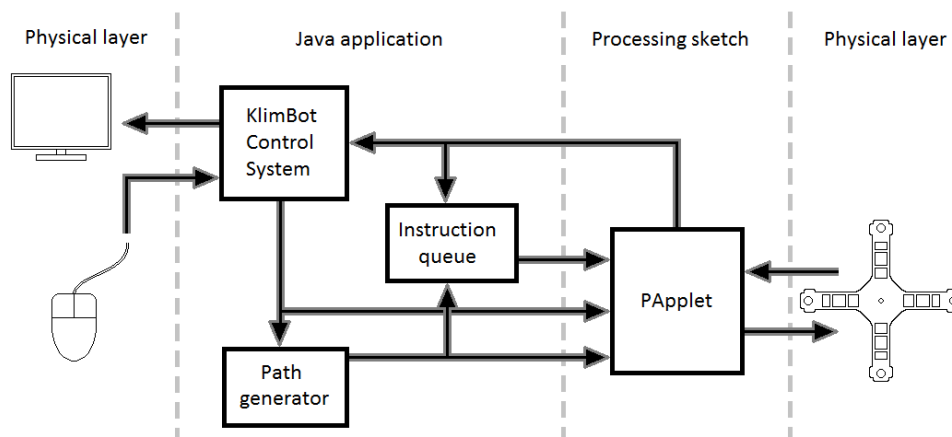 Physical layer
Java application
Processing sketch
Physical layer
KlimBot
Control
System
Instruction
queue
PApplet
Path
generator